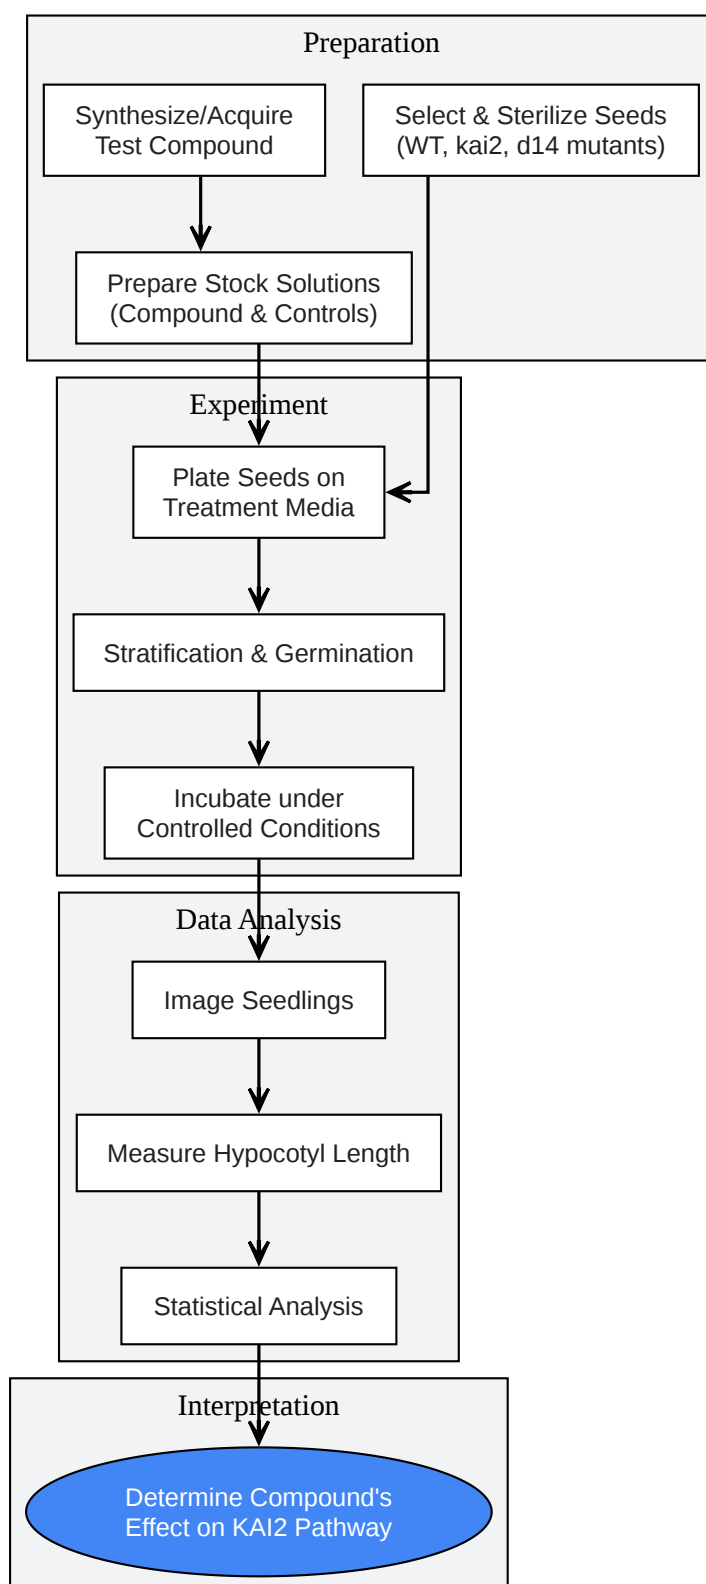 Preparation
Synthesize/Acquire
Test Compound
Select & Sterilize Seeds
(WT, kai2, d14 mutants)
Prepare Stock Solutions
(Compound & Controls)
Experiment
Plate Seeds on
Treatment Media
Stratification & Germination
Incubate under
Controlled Conditions
Data Analysis
Image Seedlings
Measure Hypocotyl Length
Statistical Analysis
Interpretation
Determine Compound's
Effect on KAI2 Pathway